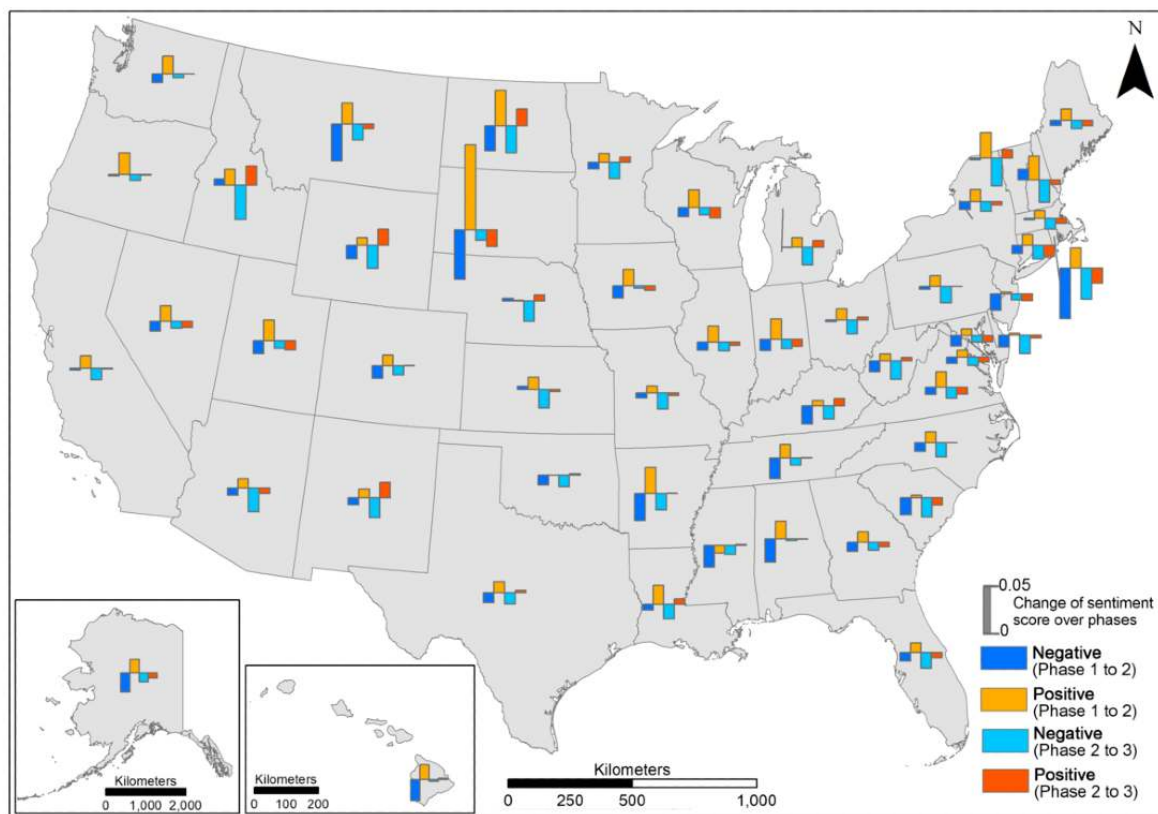 N
0.05
0
Change of sentiment
score over phases
Negative
(Phase 1 to 2)
Positive
(Phase 1 to 2)
Negative
(Phase 2 to 3)
Positive
(Phase 2 to 3)
Kilometers
0 1,000 2,000
Kilometers
0 100 200
Kilometers
0 250 500 1,000